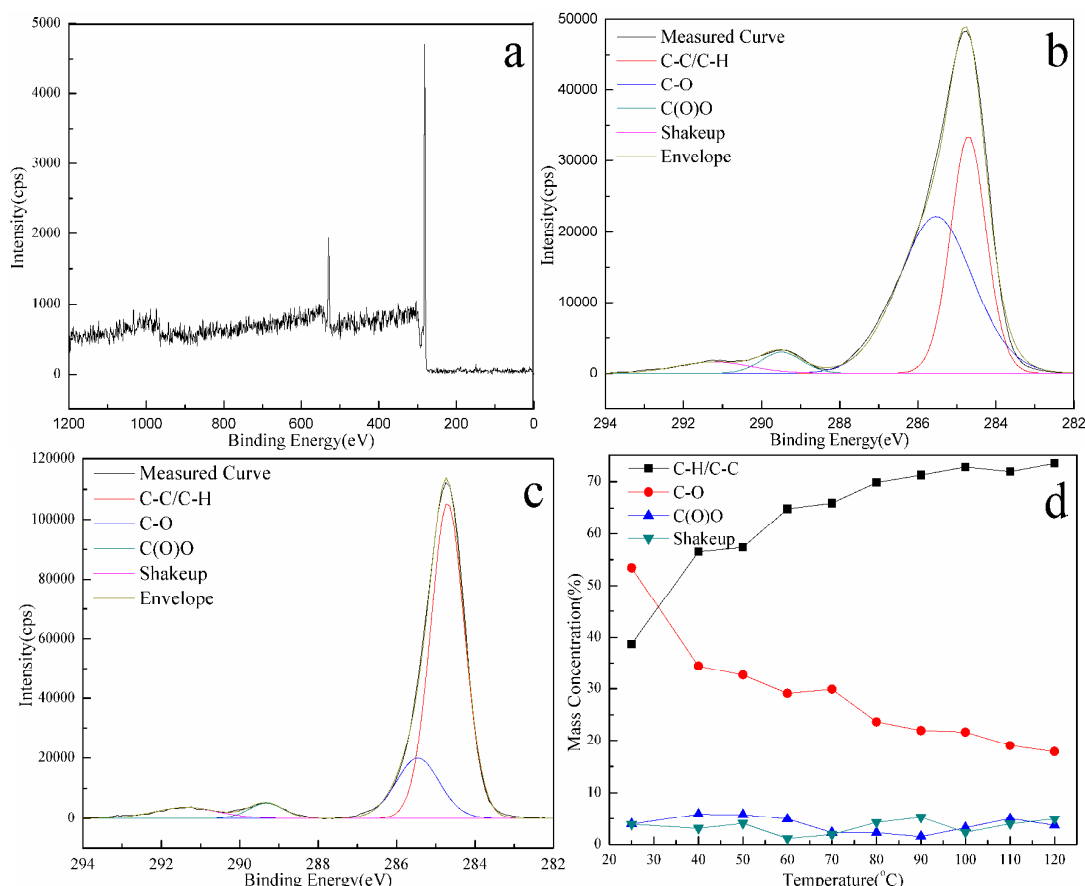 a
5000
4000
3000
2000
1000
0
Intensity(cps)
1200 1000 800 600 400 200 0
Binding Energy(eV)
b
50000
40000
30000
20000
10000
0
Intensity(cps)
Measured Curve
C-C/C-H
C-O
C(O)O
Shakeup
Envelope
294 292 290 288 286 284 282
Binding Energy(eV)
c
120000
100000
80000
60000
40000
20000
0
Intensity(cps)
Measured Curve
C-C/C-H
C-O
C(O)O
Shakeup
Envelope
294 292 290 288 286 284 282
Binding Energy(eV)
d
70
60
50
40
30
20
10
0
Mass Concentration(%)
C-H/C-C
C-O
C(O)O
Shakeup
20 30 40 50 60 70 80 90 100 110 120
Temperature(°C)